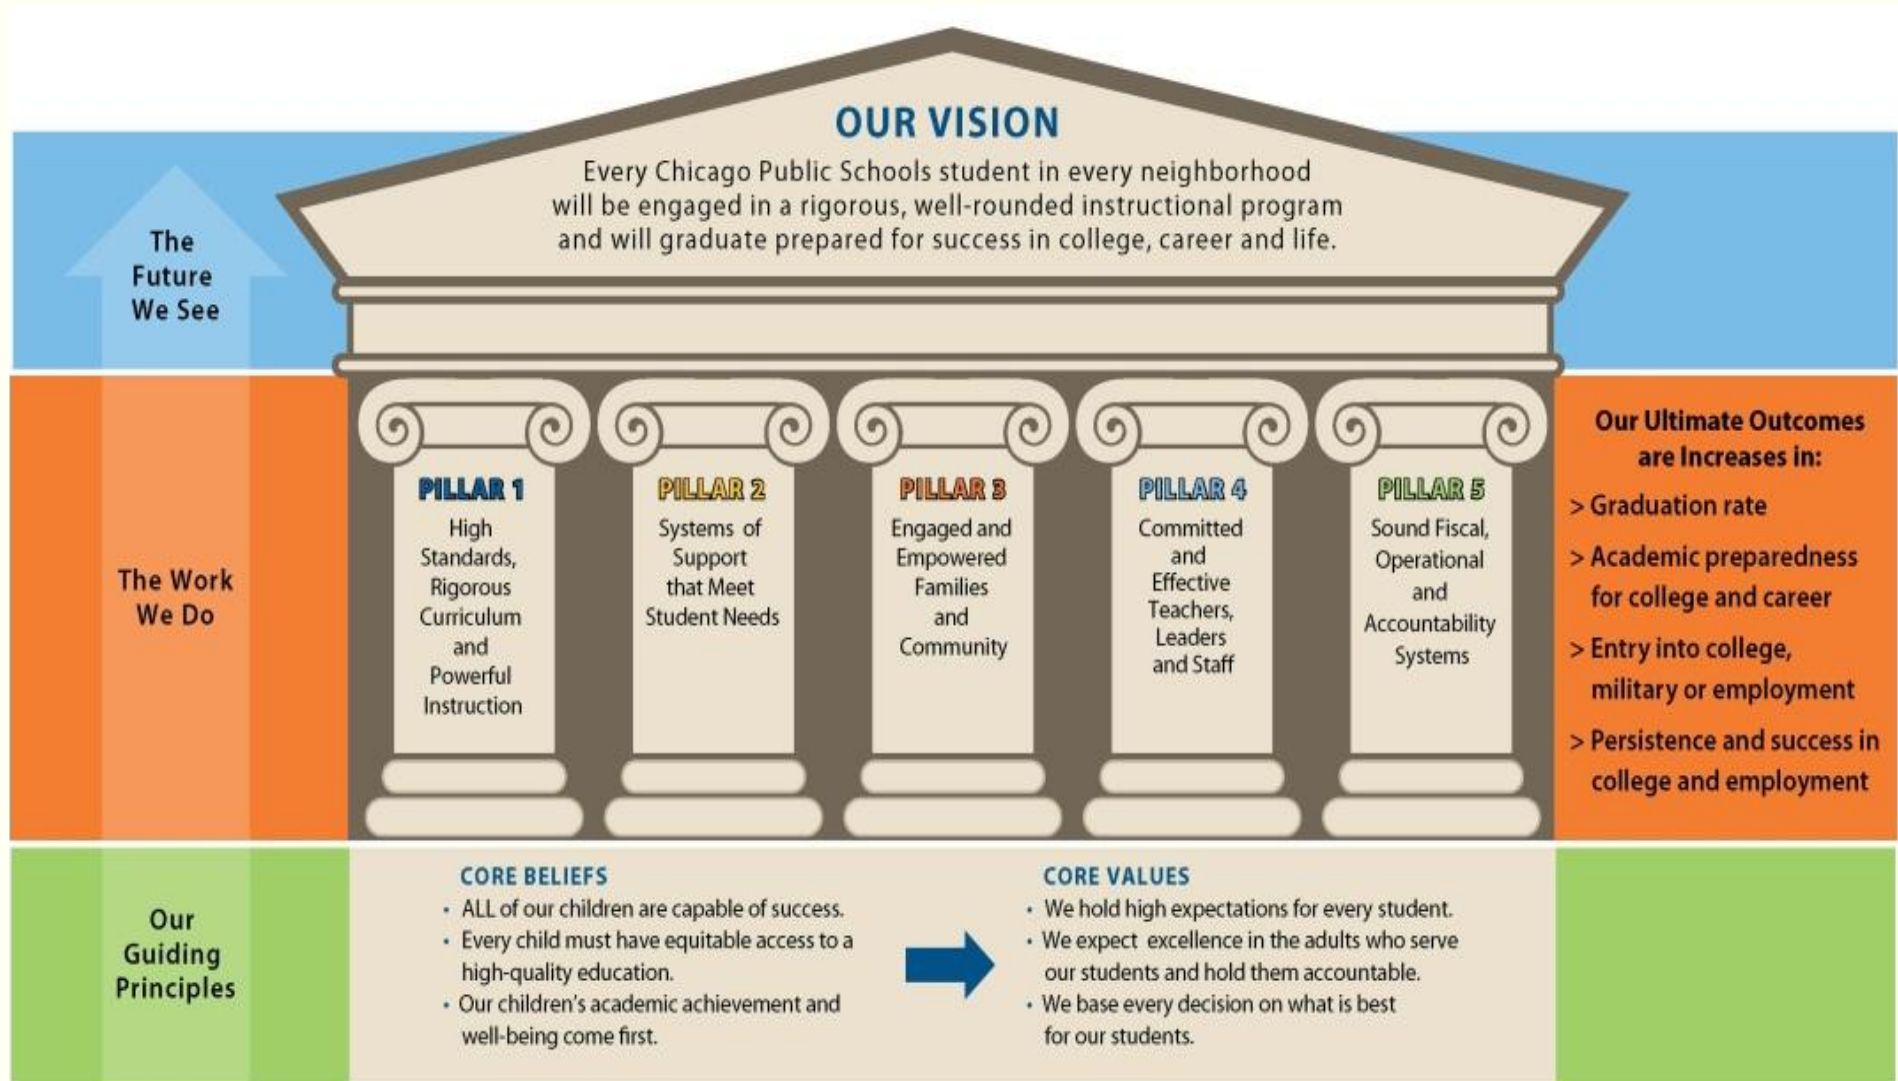 OUR VISION
Every Chicago Public Schools student in every neighborhood
will be engaged in a rigorous, well-rounded instructional program
and will graduate prepared for success in college, career and life.
The
Future
We See
The Work
We Do
PILLAR 1
High
Standards,
Rigorous
Curriculum
and
Powerful
Instruction
PILLAR 2
Systems of
Support
that Meet
Student Needs
PILLAR 3
Engaged and
Empowered
Families
and
Community
PILLAR 4
Committed
and
Effective
Teachers,
Leaders
and Staff
PILLAR 5
Sound Fiscal,
Operational
and
Accountability
Systems
Our Ultimate Outcomes
are Increases in:
> Graduation rate
> Academic preparedness
for college and career
> Entry into college,
military or employment
> Persistence and success in
college and employment
Our
Guiding
Principles
CORE BELIEFS
• ALL of our children are capable of success.
• Every child must have equitable access to a
high-quality education.
• Our children's academic achievement and
well-being come first.
CORE VALUES
• We hold high expectations for every student.
• We expect excellence in the adults who serve
our students and hold them accountable.
• We base every decision on what is best
for our students.